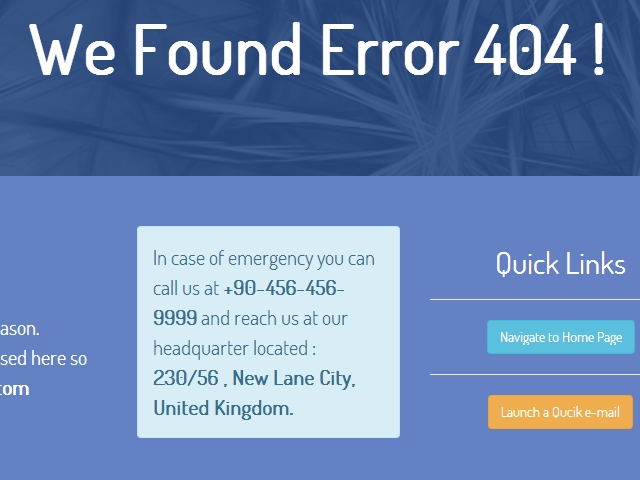 We Found Error 404 !
ason.
sed here so
com
In case of emergency you can
call us at +90-456-456-
9999 and reach us at our
headquarter located :
230/56 , New Lane City,
United Kingdom.
Quick Links
Navigate to Home Page
Launch a Qucik e-mail